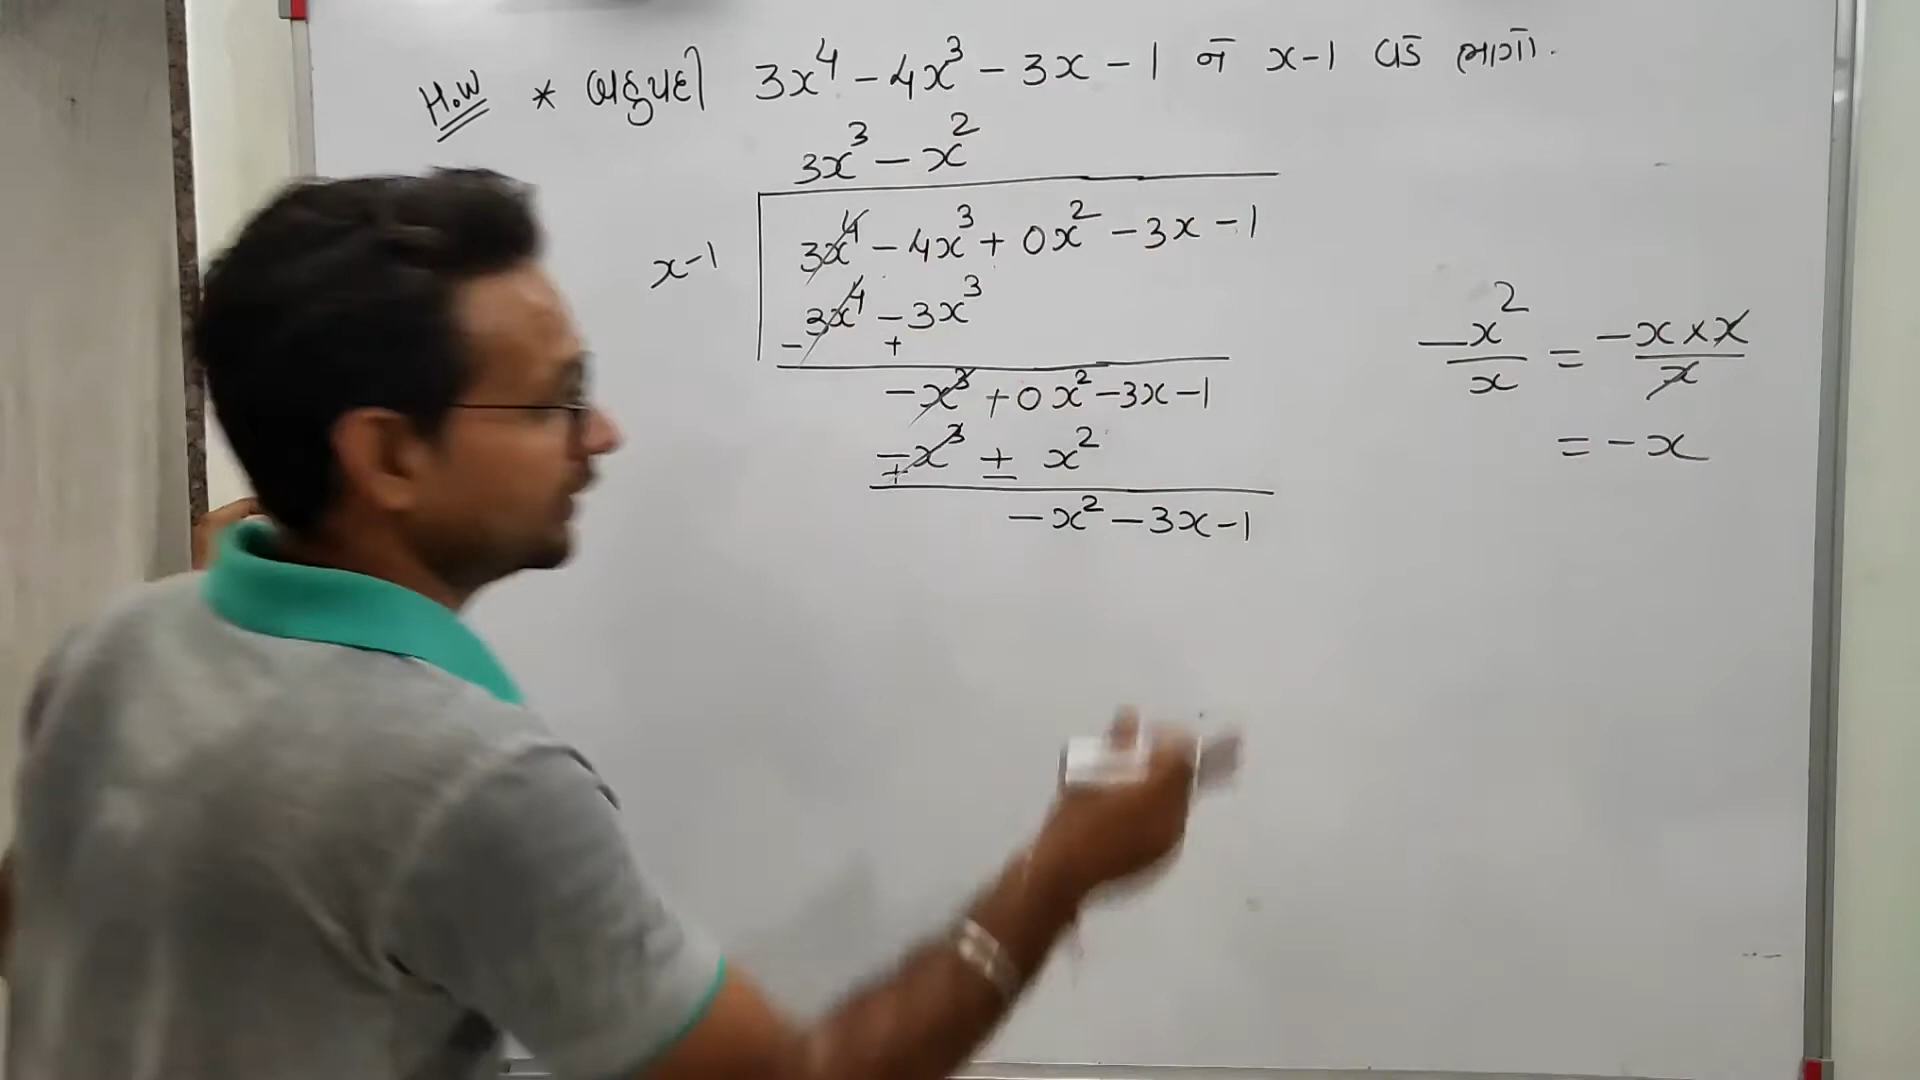 H.W * બહુપદી 3x⁴ - 4x³ - 3x - 1 ને x-1 વડે ભાગો.
3x³ - x²
x-1 3x⁴ - 4x³ + 0x² - 3x - 1
3x⁴ - 3x³
- +
-x³ + 0x² - 3x - 1
-x³ + x²
+ -
-x² - 3x - 1
-x²/x = -x × x/x
= -x